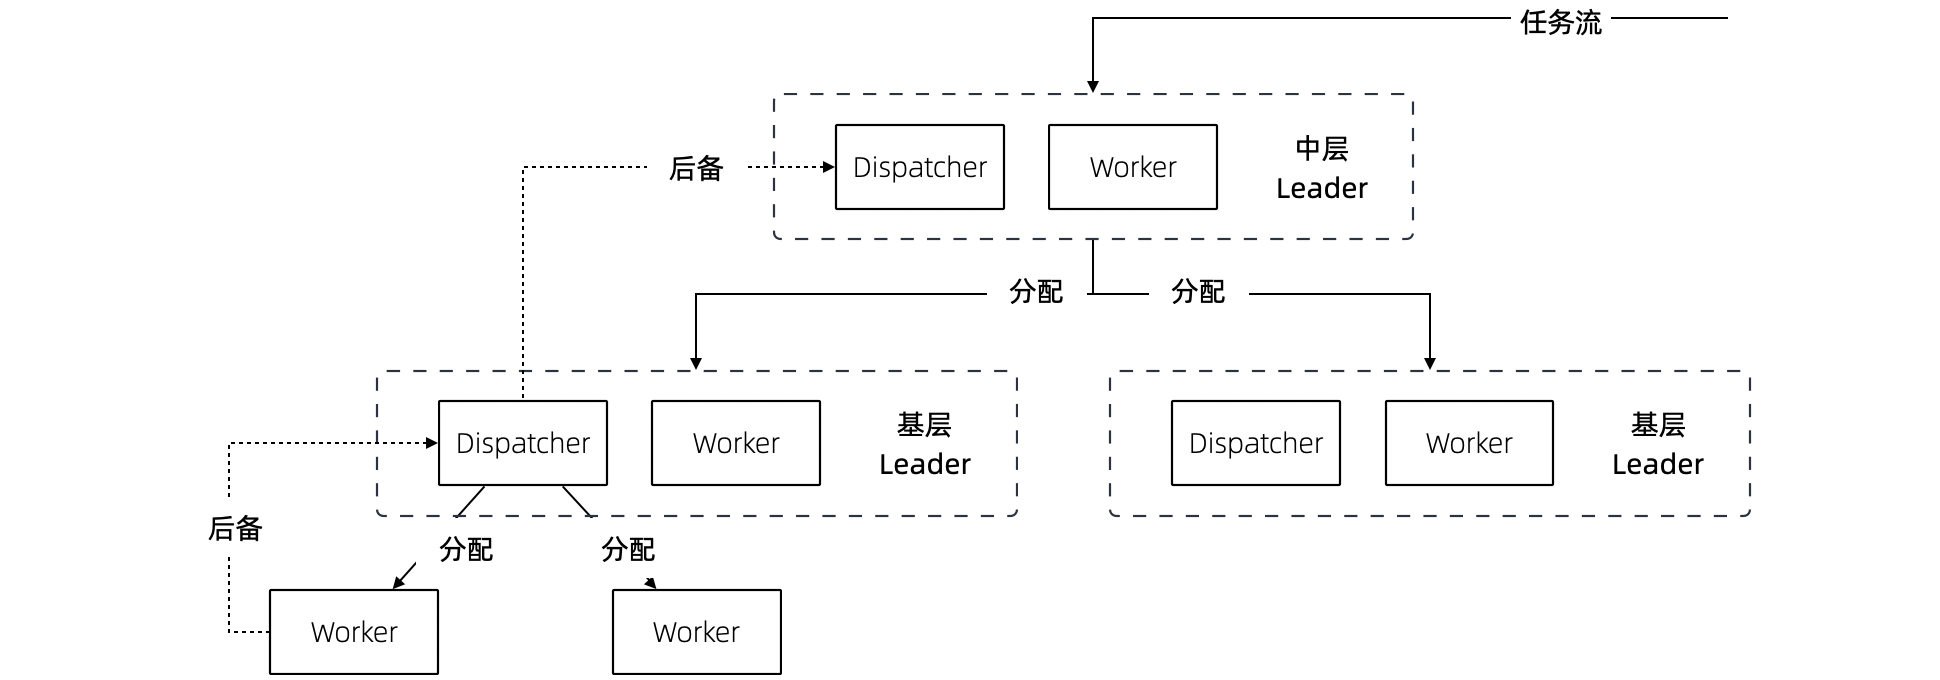 任务流
后备
Dispatcher
Worker
中层
Leader
分配
分配
Dispatcher
Worker
基层
Leader
Dispatcher
Worker
基层
Leader
后备
分配
分配
Worker
Worker